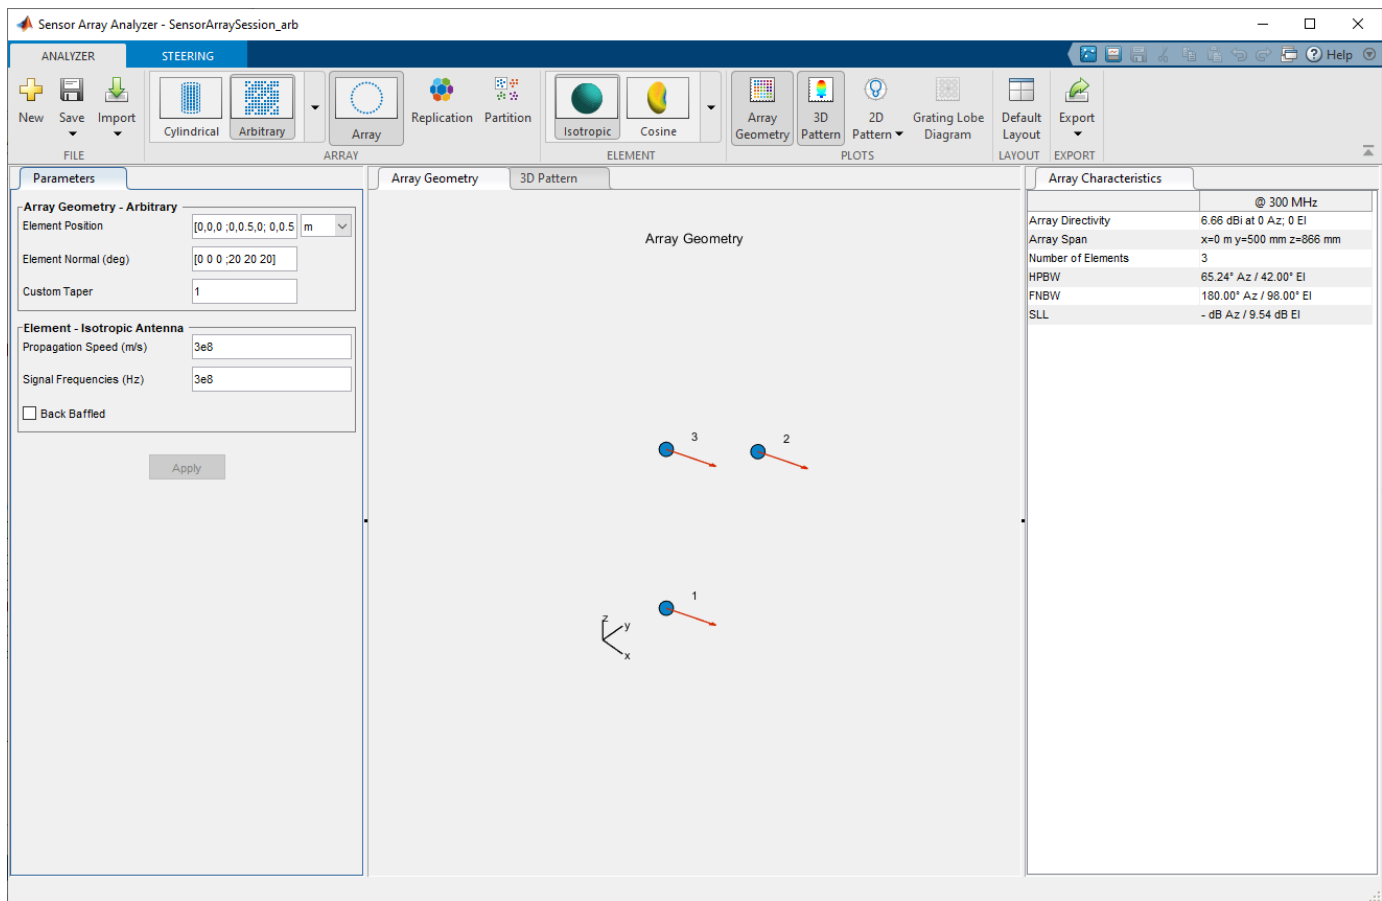 Sensor Array Analyzer - SensorArraySession_arb
ANALYZER STEERING
Help
New Save Import
Cylindrical Arbitrary
Array
Replication Partition
Isotropic Cosine
Array Geometry
3D Pattern
2D Pattern
Grating Lobe Diagram
Default Layout
Export
FILE ARRAY ELEMENT PLOTS LAYOUT EXPORT
Parameters
Array Geometry - Arbitrary
Element Position [0,0,0 ;0,0.5,0; 0,0.5 m
Element Normal (deg) [0 0 0 ;20 20 20]
Custom Taper 1
Element - Isotropic Antenna
Propagation Speed (m/s) 3e8
Signal Frequencies (Hz) 3e8
Back Baffled
Apply
Array Geometry 3D Pattern
Array Geometry
3 2
1
z
y
x
Array Characteristics
@ 300 MHz
Array Directivity 6.66 dBi at 0 Az; 0 El
Array Span x=0 m y=500 mm z=866 mm
Number of Elements 3
HPBW 65.24° Az / 42.00° El
FNBW 180.00° Az / 98.00° El
SLL - dB Az / 9.54 dB El